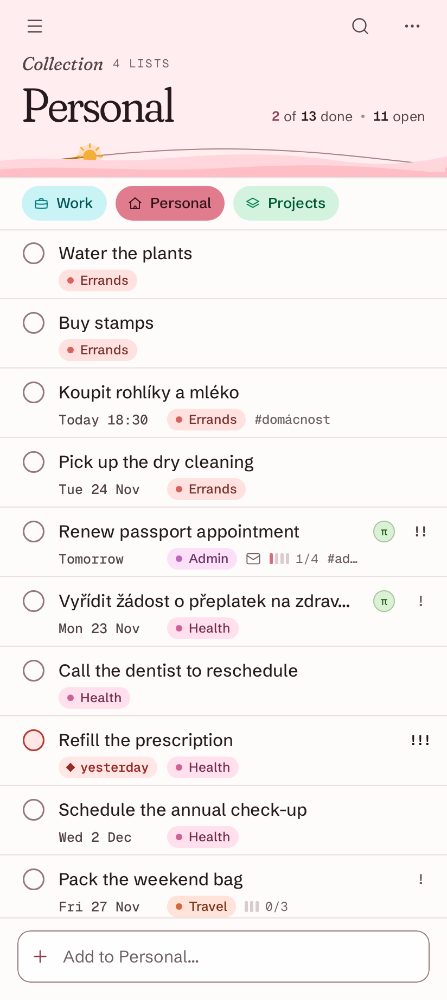 Collection 4 LISTS
Personal
2 of 13 done • 11 open
Work Personal Projects
Water the plants
Errands
Buy stamps
Errands
Koupit rohlíky a mléko
Today 18:30 Errands #domácnost
Pick up the dry cleaning
Tue 24 Nov Errands
Renew passport appointment π !!
Tomorrow Admin 1/4 #ad…
Vyřídit žádost o přeplatek na zdrav… π !
Mon 23 Nov Health
Call the dentist to reschedule
Health
Refill the prescription !!!
yesterday Health
Schedule the annual check-up
Wed 2 Dec Health
Pack the weekend bag !
Fri 27 Nov Travel 0/3
+ Add to Personal…